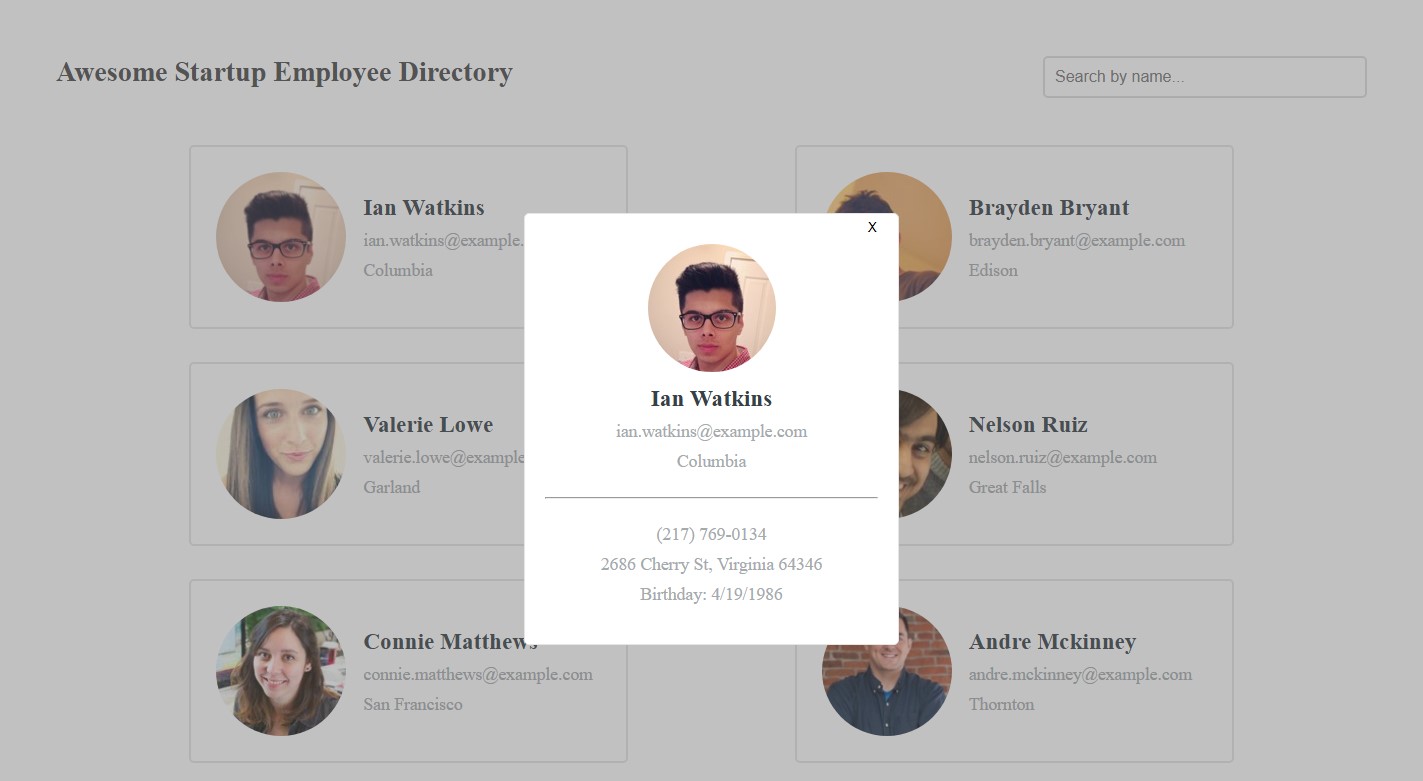 Awesome Startup Employee Directory
Search by name...
Ian Watkins
ian.watkins@example.
Columbia
Brayden Bryant
brayden.bryant@example.com
Edison
X
Ian Watkins
ian.watkins@example.com
Columbia
(217) 769-0134
2686 Cherry St, Virginia 64346
Birthday: 4/19/1986
Valerie Lowe
valerie.lowe@example
Garland
Nelson Ruiz
nelson.ruiz@example.com
Great Falls
Connie Matthews
connie.matthews@example.com
San Francisco
Andre Mckinney
andre.mckinney@example.com
Thornton